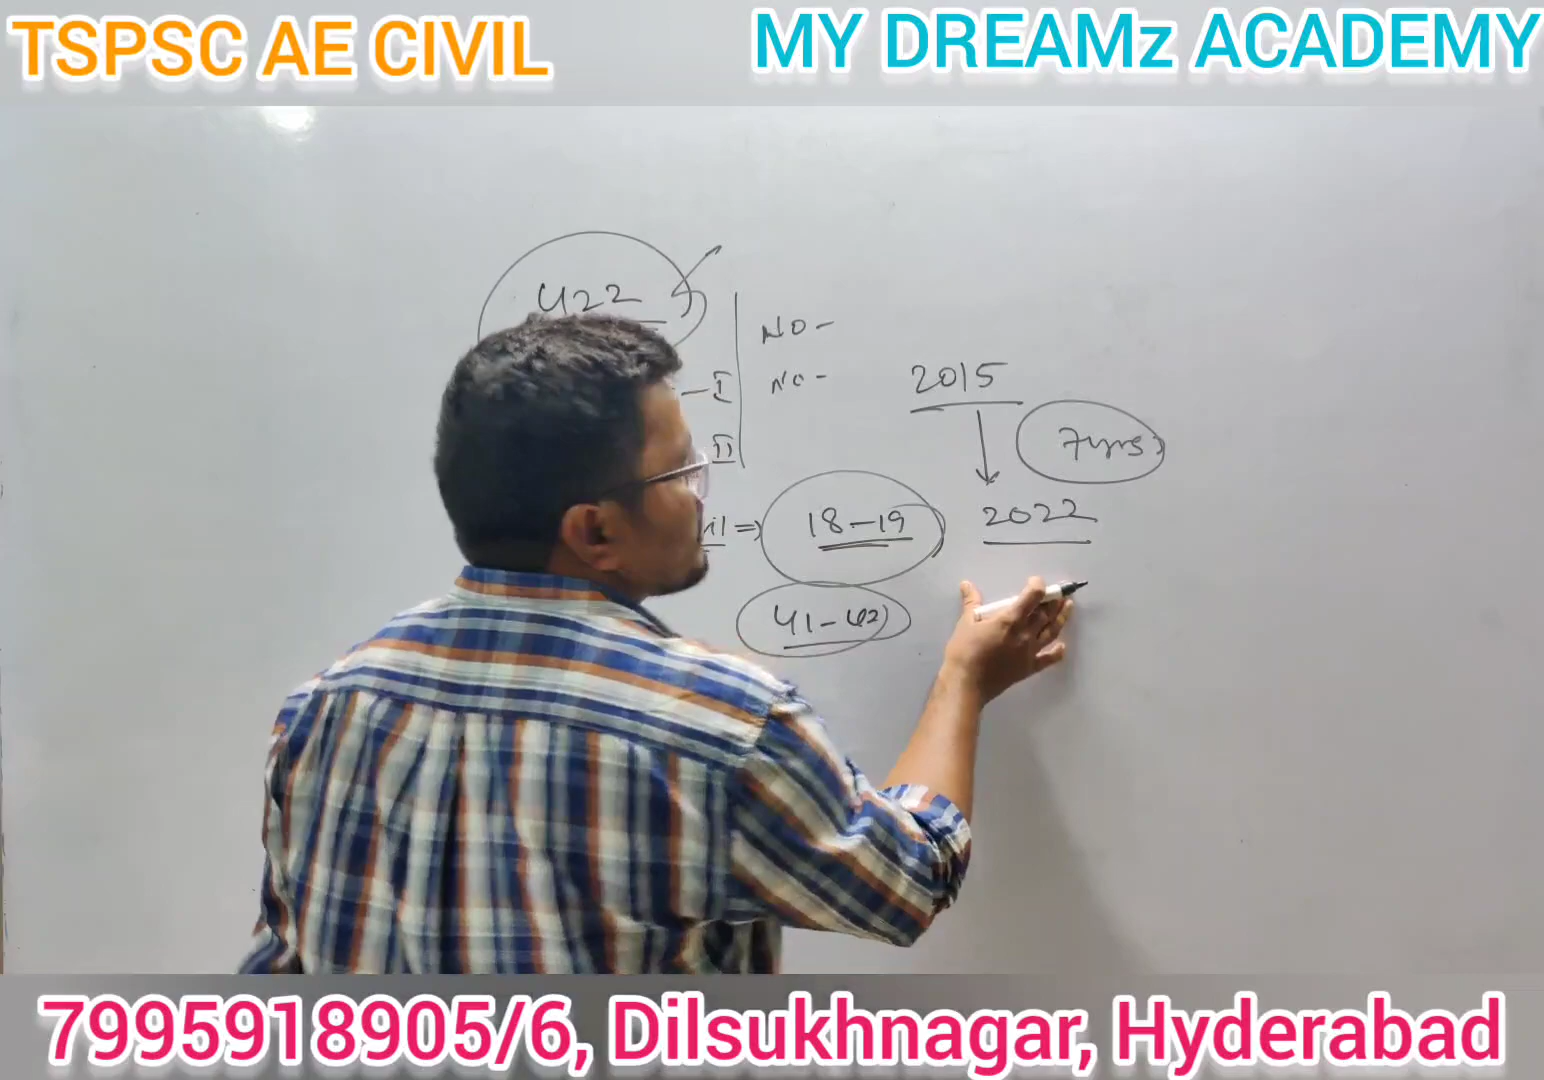 TSPSC AE CIVIL
MY DREAMz ACADEMY
422
NO -
- I
NO -
II
2015
7yrs
2022
=> 18-19
41-42
7995918905/6, Dilsukhnagar, Hyderabad